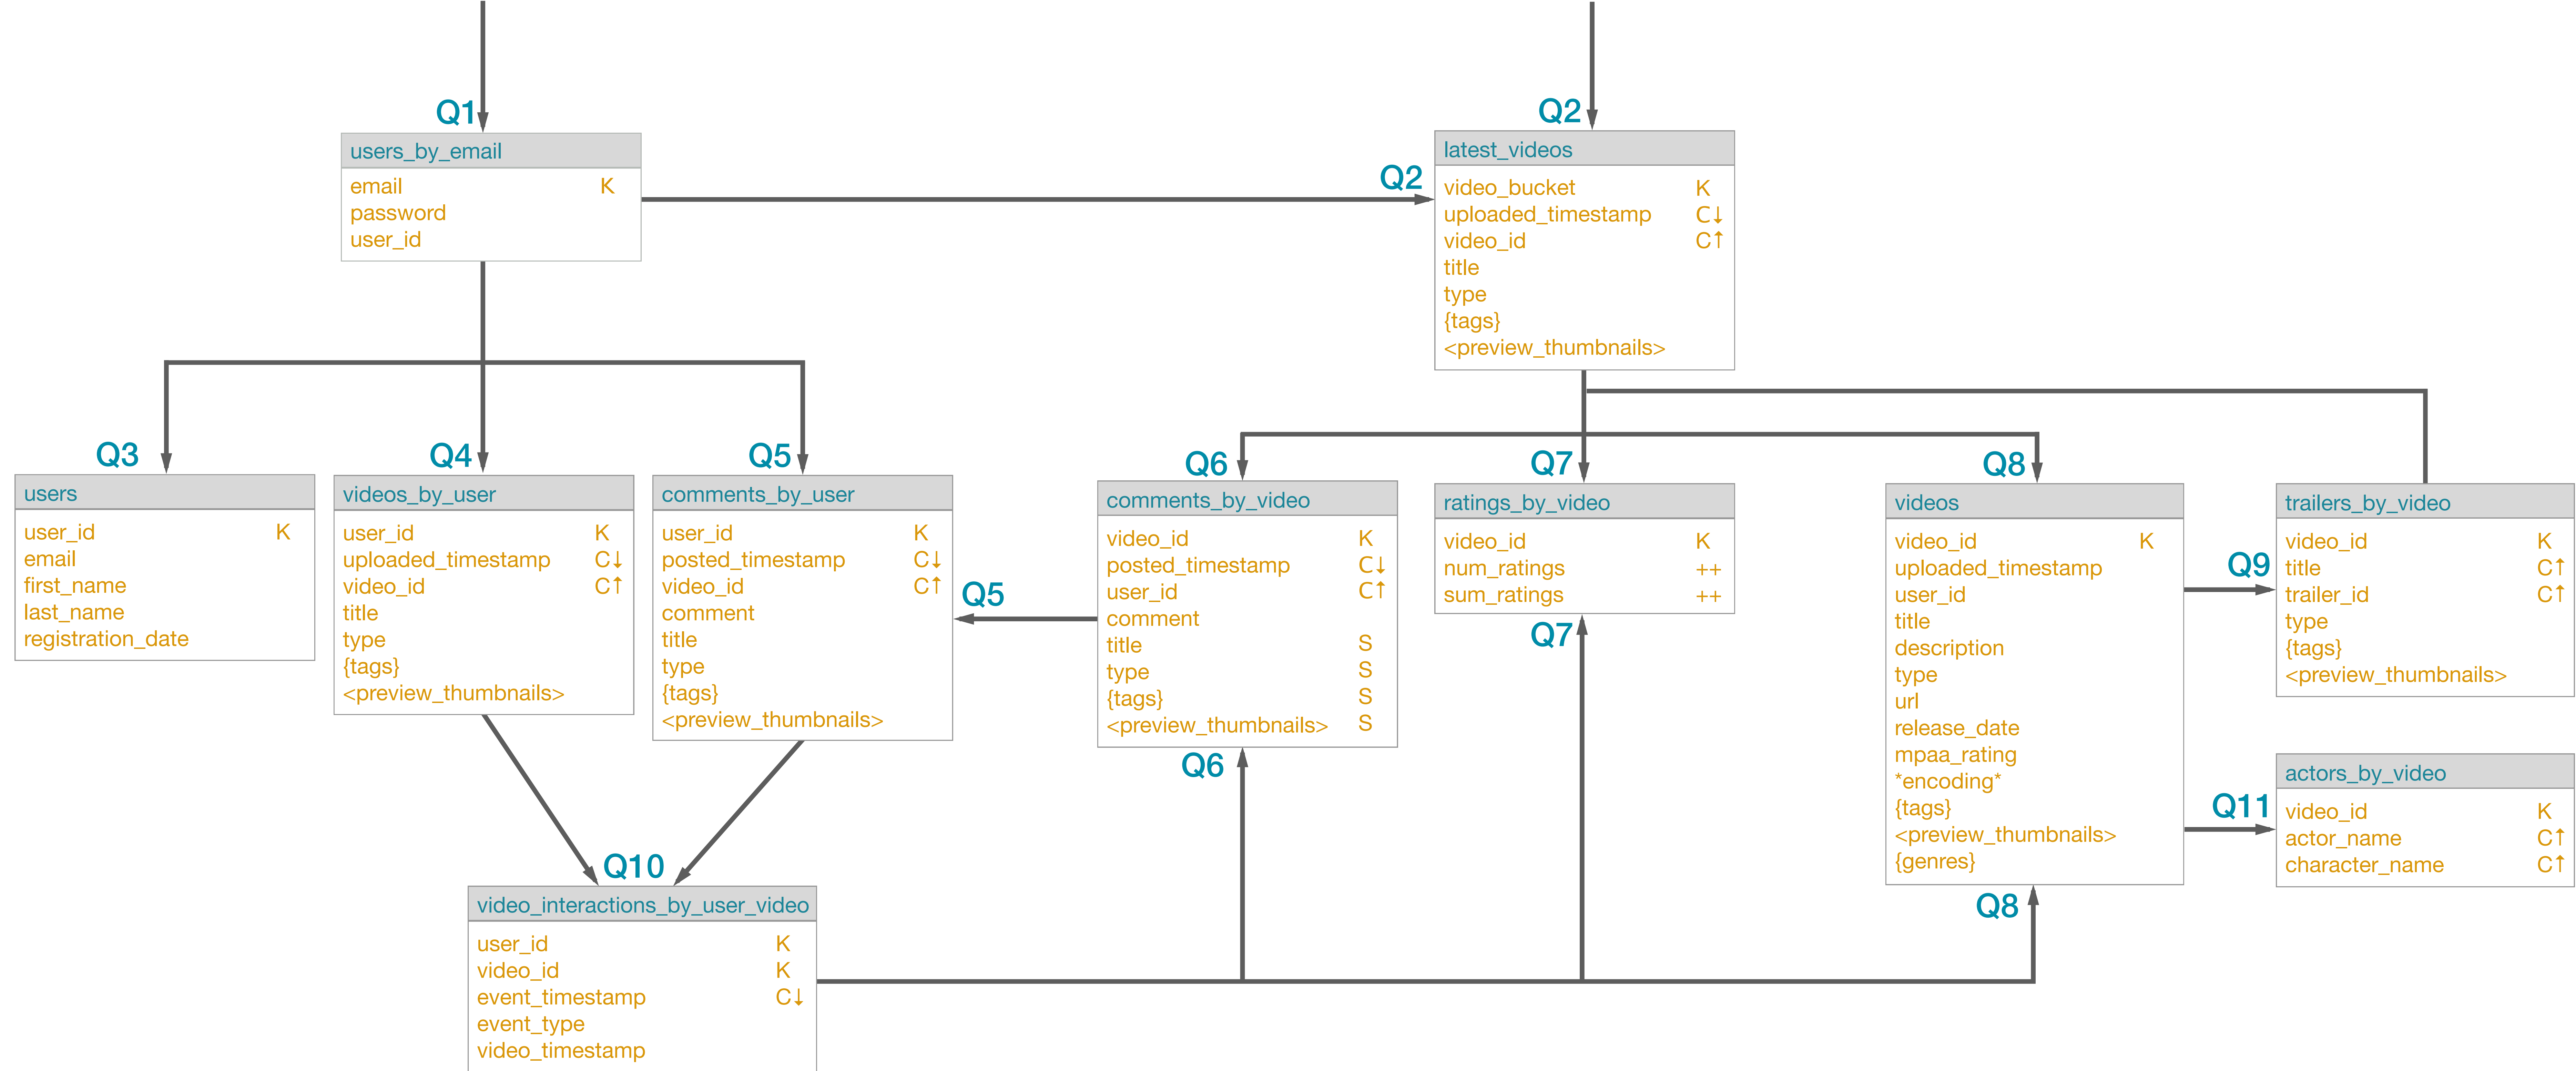 Q1
users_by_email
email K
password
user_id
Q2
Q2
latest_videos
video_bucket K
uploaded_timestamp C↓
video_id C↑
title
type
{tags}
<preview_thumbnails>
Q3
users
user_id K
email
first_name
last_name
registration_date
Q4
videos_by_user
user_id K
uploaded_timestamp C↓
video_id C↑
title
type
{tags}
<preview_thumbnails>
Q5
comments_by_user
user_id K
posted_timestamp C↓
video_id C↑
comment
title
type
{tags}
<preview_thumbnails>
Q5
Q6
comments_by_video
video_id K
posted_timestamp C↓
user_id C↑
comment
title S
type S
{tags} S
<preview_thumbnails> S
Q6
Q7
ratings_by_video
video_id K
num_ratings ++
sum_ratings ++
Q7
Q8
videos
video_id K
uploaded_timestamp
user_id
title
description
type
url
release_date
mpaa_rating
*encoding*
{tags}
<preview_thumbnails>
{genres}
Q8
Q9
trailers_by_video
video_id K
title C↑
trailer_id C↑
type
{tags}
<preview_thumbnails>
Q11
actors_by_video
video_id K
actor_name C↑
character_name C↑
Q10
video_interactions_by_user_video
user_id K
video_id K
event_timestamp C↓
event_type
video_timestamp